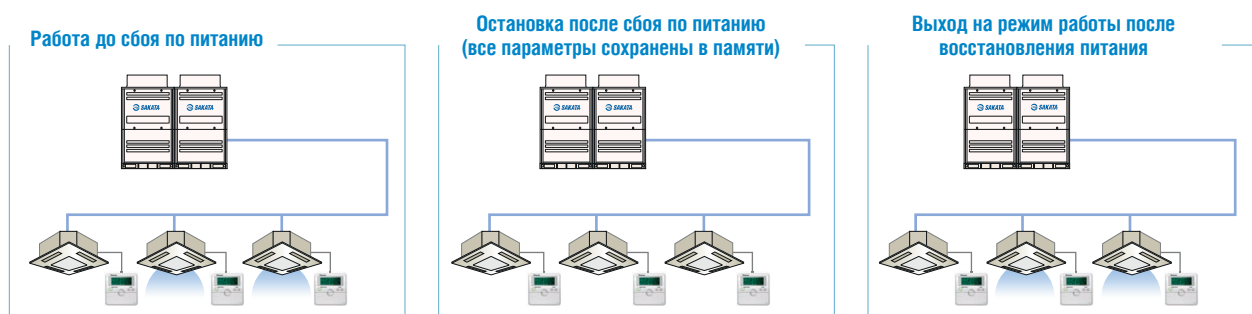 Работа до сбоя по питанию
Остановка после сбоя по питанию
(все параметры сохранены в памяти)
Выход на режим работы после
восстановления питания
SAKATA SAKATA
SAKATA SAKATA
SAKATA SAKATA